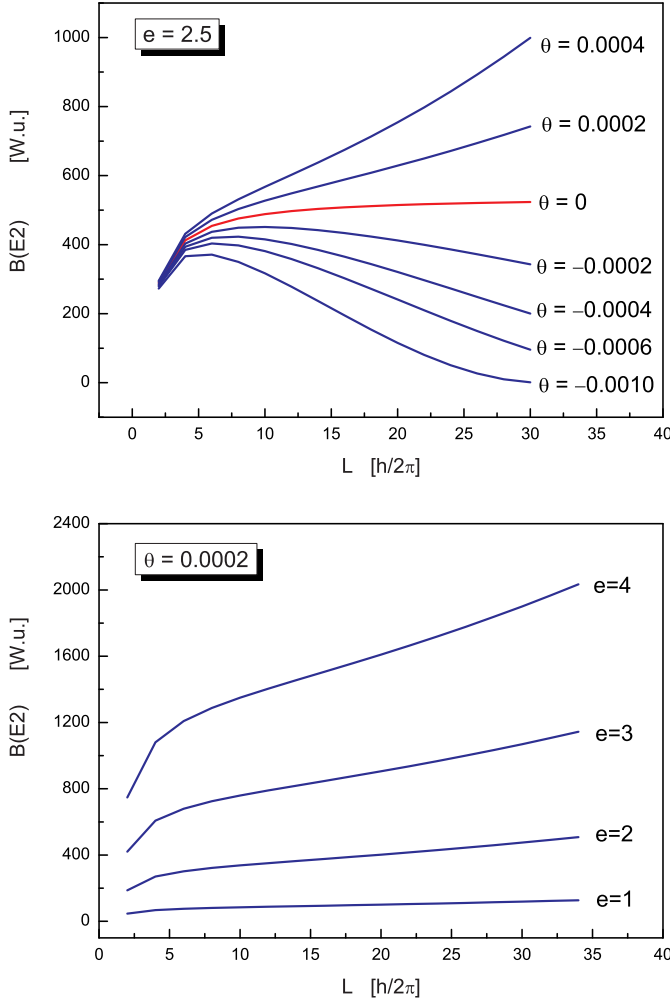 e = 2.5
1000
800
600
400
200
0
B(E2) [W.u.]
θ = 0.0004
θ = 0.0002
θ = 0
θ = −0.0002
θ = −0.0004
θ = −0.0006
θ = −0.0010
0 5 10 15 20 25 30 35 40
L [h/2π]
θ = 0.0002
2400
2000
1600
1200
800
400
0
B(E2) [W.u.]
e=4
e=3
e=2
e=1
0 5 10 15 20 25 30 35 40
L [h/2π]